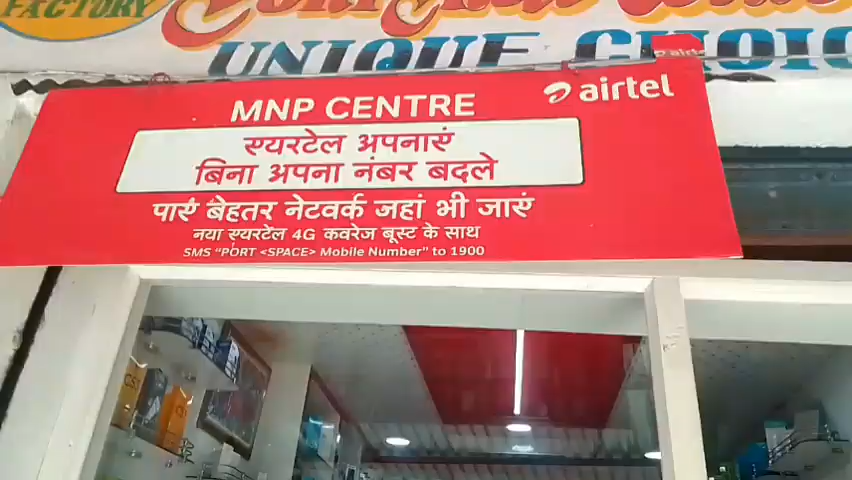 FACTORY
UNIQUE CHOIC
MNP CENTRE
airtel
एयरटेल अपनाएं
बिना अपना नंबर बदले
पाएं बेहतर नेटवर्क जहां भी जाएं
नया एयरटेल 4G कवरेज बूस्ट के साथ
SMS "PORT <SPACE> Mobile Number" to 1900